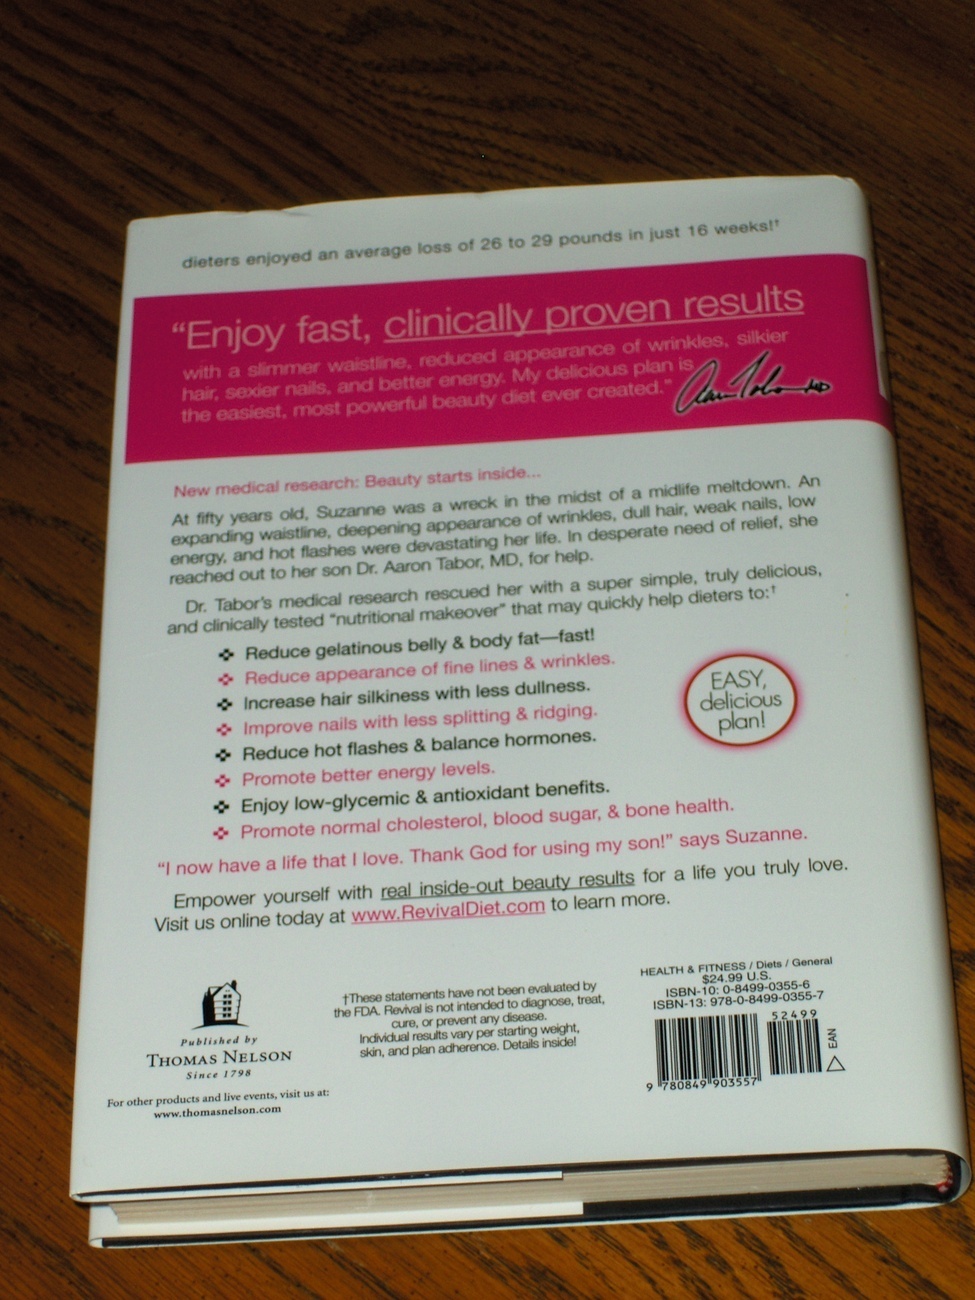 dieters enjoyed an average loss of 26 to 29 pounds in just 16 weeks!†
“Enjoy fast, clinically proven results
with a slimmer waistline, reduced appearance of wrinkles, silkier
hair, sexier nails, and better energy. My delicious plan is
the easiest, most powerful beauty diet ever created.”
New medical research: Beauty starts inside...
At fifty years old, Suzanne was a wreck in the midst of a midlife meltdown. An
expanding waistline, deepening appearance of wrinkles, dull hair, weak nails, low
energy, and hot flashes were devastating her life. In desperate need of relief, she
reached out to her son Dr. Aaron Tabor, MD, for help.
Dr. Tabor’s medical research rescued her with a super simple, truly delicious,
and clinically tested “nutritional makeover” that may quickly help dieters to:†
Reduce gelatinous belly & body fat—fast!
Reduce appearance of fine lines & wrinkles.
Increase hair silkiness with less dullness.
Improve nails with less splitting & ridging.
Reduce hot flashes & balance hormones.
Promote better energy levels.
Enjoy low-glycemic & antioxidant benefits.
Promote normal cholesterol, blood sugar, & bone health.
EASY,
delicious
plan!
“I now have a life that I love. Thank God for using my son!” says Suzanne.
Empower yourself with real inside-out beauty results for a life you truly love.
Visit us online today at www.RevivalDiet.com to learn more.
Published by
THOMAS NELSON
Since 1798
For other products and live events, visit us at:
www.thomasnelson.com
†These statements have not been evaluated by
the FDA. Revival is not intended to diagnose, treat,
cure, or prevent any disease.
Individual results vary per starting weight,
skin, and plan adherence. Details inside!
HEALTH & FITNESS / Diets / General
$24.99 U.S.
ISBN-10: 0-8499-0355-6
ISBN-13: 978-0-8499-0355-7
52499
EAN
9 780849 903557